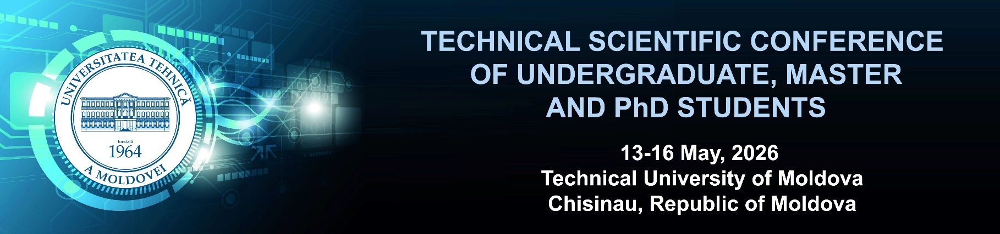 UNIVERSITATEA TEHNICĂ
fondată
1964
A MOLDOVEI
TECHNICAL SCIENTIFIC CONFERENCE
OF UNDERGRADUATE, MASTER
AND PhD STUDENTS
13-16 May, 2026
Technical University of Moldova
Chisinau, Republic of Moldova